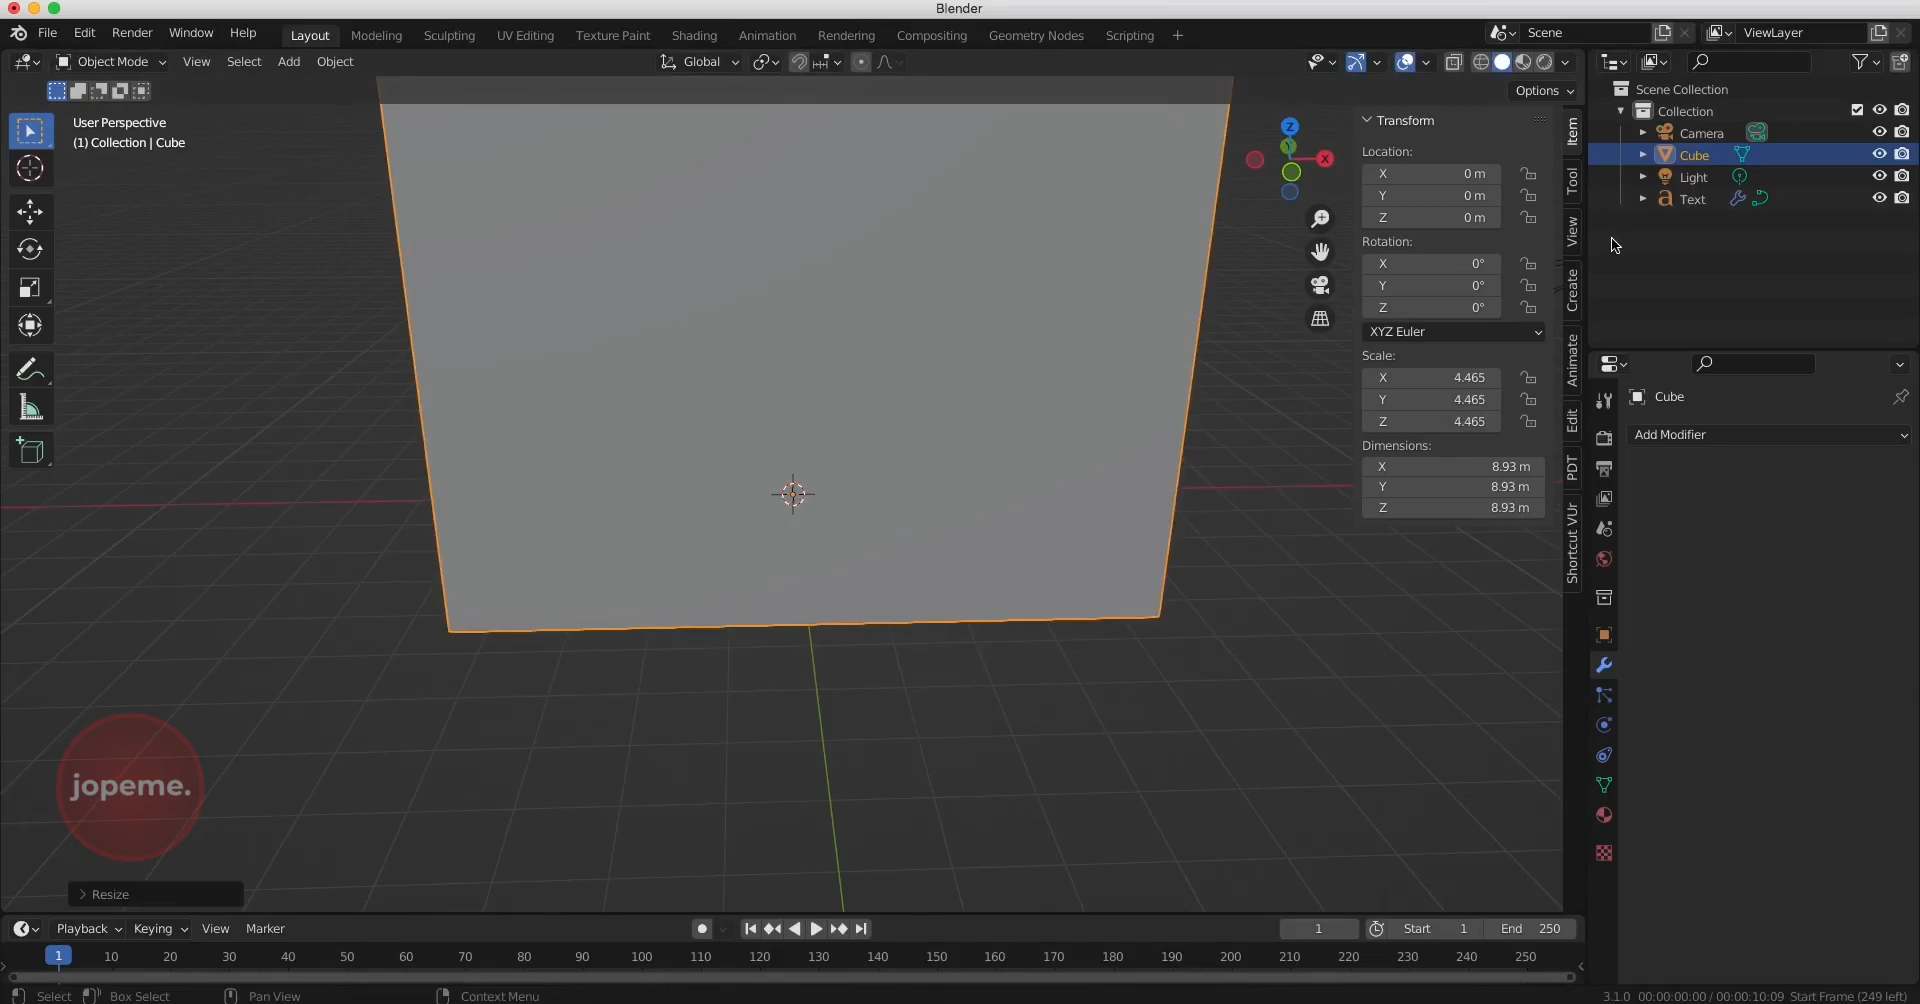 Blender
File Edit Render Window Help
Layout Modeling Sculpting UV Editing Texture Paint Shading Animation Rendering Compositing Geometry Nodes Scripting +
Scene
ViewLayer
Object Mode View Select Add Object
Global
Options
User Perspective
(1) Collection | Cube
Z
Y
X
Transform
Location:
X 0 m
Y 0 m
Z 0 m
Rotation:
X 0°
Y 0°
Z 0°
XYZ Euler
Scale:
X 4.465
Y 4.465
Z 4.465
Dimensions:
X 8.93 m
Y 8.93 m
Z 8.93 m
Item
Tool
View
Create
Animate
Edit
PDT
Shortcut VUr
Scene Collection
Collection
Camera
Cube
Light
Text
Cube
Add Modifier
jopeme.
Resize
Playback Keying View Marker
1
Start 1
End 250
1 10 20 30 40 50 60 70 80 90 100 110 120 130 140 150 160 170 180 190 200 210 220 230 240 250
Select Box Select Pan View Context Menu
3.1.0 00:00:00:00 / 00:00:10:09 Start Frame (249 left)